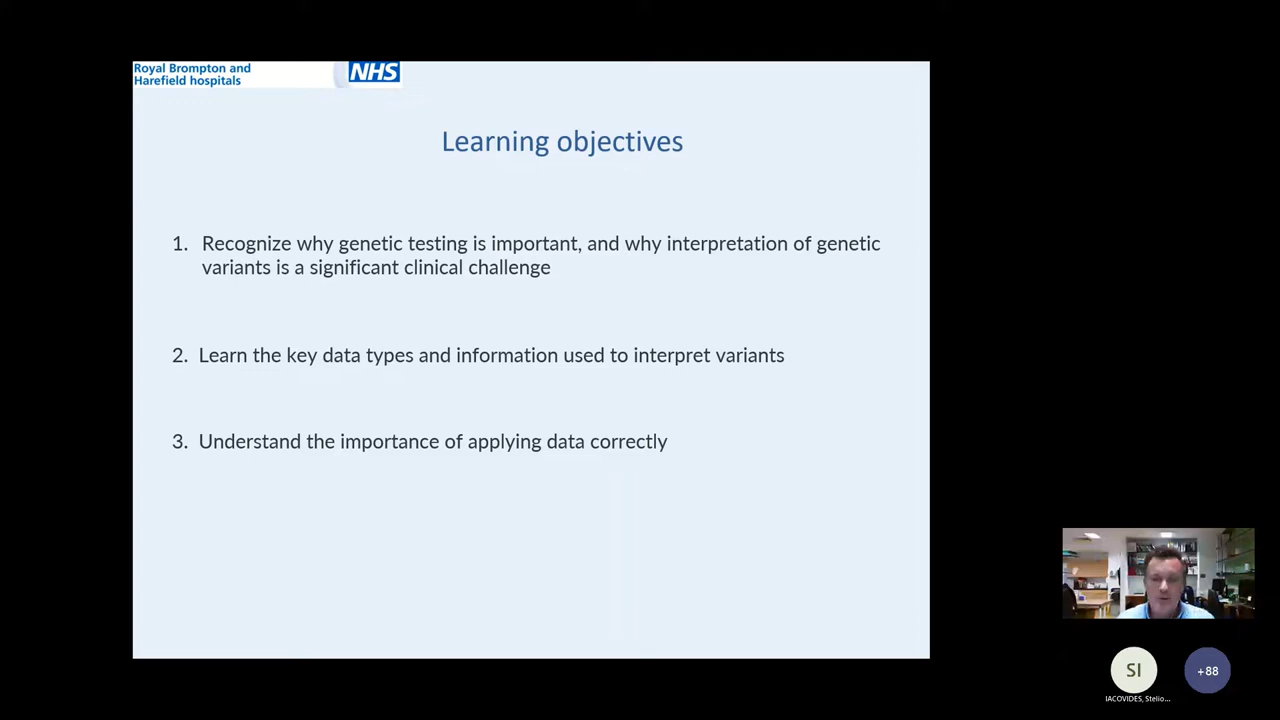 Royal Brompton and
Harefield hospitals
NHS
Learning objectives
1. Recognize why genetic testing is important, and why interpretation of genetic
variants is a significant clinical challenge
2. Learn the key data types and information used to interpret variants
3. Understand the importance of applying data correctly
SI
+88
IACOVIDES, Stelio...